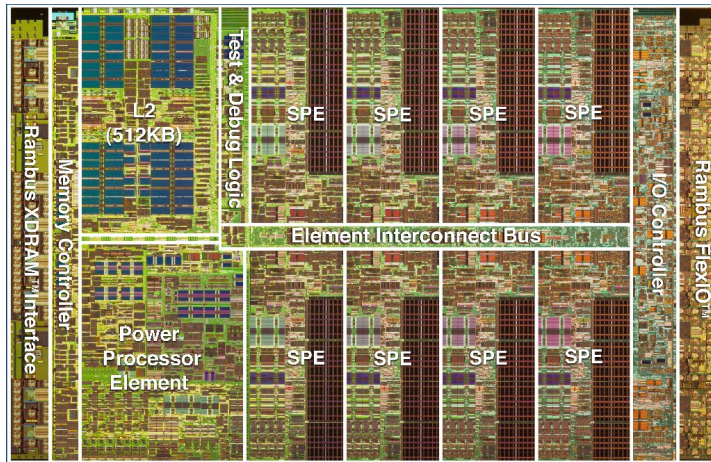 Rambus XDRAM™ Interface
Memory Controller
L2
(512KB)
Test & Debug Logic
SPE
SPE
SPE
SPE
I/O Controller
Rambus FlexIO™
Element Interconnect Bus
Power
Processor
Element
SPE
SPE
SPE
SPE